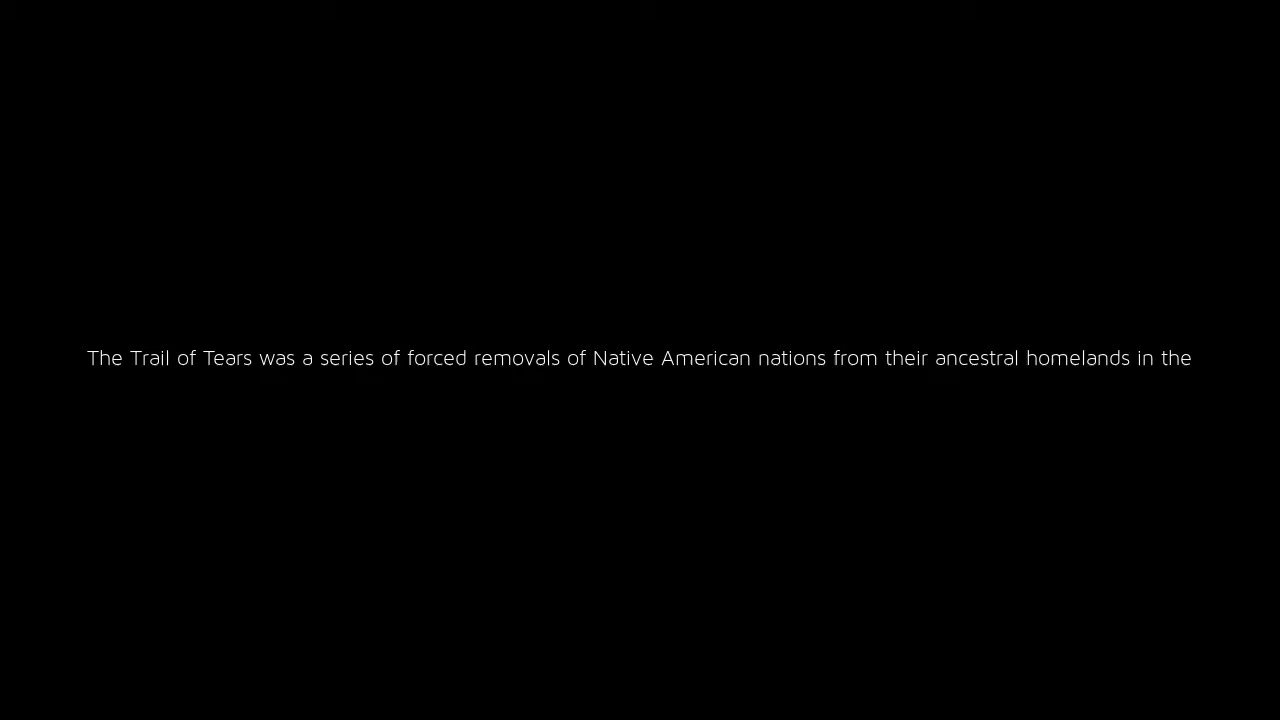 The Trail of Tears was a series of forced removals of Native American nations from their ancestral homelands in the